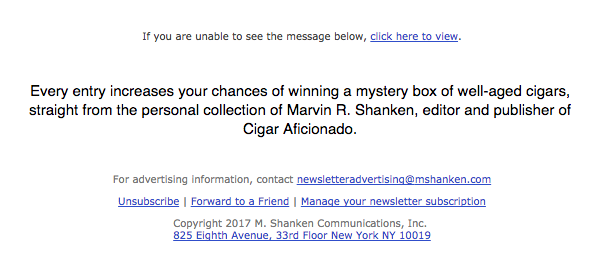 If you are unable to see the message below, click here to view.
Every entry increases your chances of winning a mystery box of well-aged cigars,
straight from the personal collection of Marvin R. Shanken, editor and publisher of
Cigar Aficionado.
For advertising information, contact newsletteradvertising@mshanken.com
Unsubscribe | Forward to a Friend | Manage your newsletter subscription
Copyright 2017 M. Shanken Communications, Inc.
825 Eighth Avenue, 33rd Floor New York NY 10019